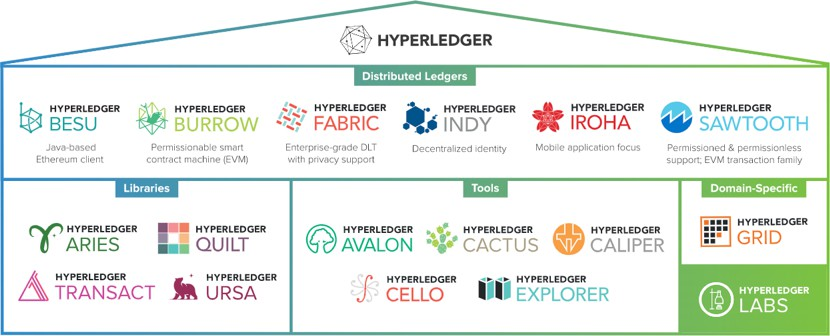 HYPERLEDGER
Distributed Ledgers
HYPERLEDGER
BESU
Java-based
Ethereum client
HYPERLEDGER
BURROW
Permissionable smart
contract machine (EVM)
HYPERLEDGER
FABRIC
Enterprise-grade DLT
with privacy support
HYPERLEDGER
INDY
Decentralized identity
HYPERLEDGER
IROHA
Mobile application focus
HYPERLEDGER
SAWTOOTH
Permissioned & permissionless
support; EVM transaction family
Libraries
HYPERLEDGER
ARIES
HYPERLEDGER
QUILT
HYPERLEDGER
TRANSACT
HYPERLEDGER
URSA
Tools
HYPERLEDGER
AVALON
HYPERLEDGER
CACTUS
HYPERLEDGER
CALIPER
HYPERLEDGER
CELLO
HYPERLEDGER
EXPLORER
Domain-Specific
HYPERLEDGER
GRID
HYPERLEDGER
LABS